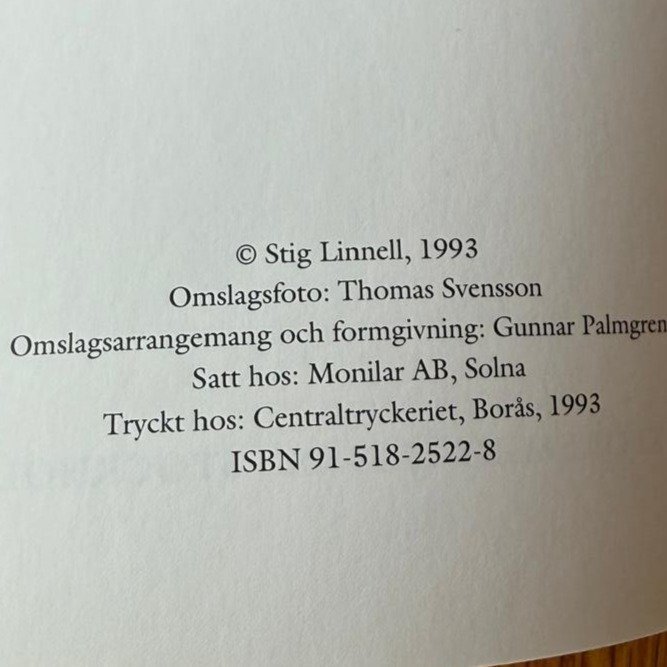 © Stig Linnell, 1993
Omslagsfoto: Thomas Svensson
Omslagsarrangemang och formgivning: Gunnar Palmgren
Satt hos: Monilar AB, Solna
Tryckt hos: Centraltryckeriet, Borås, 1993
ISBN 91-518-2522-8